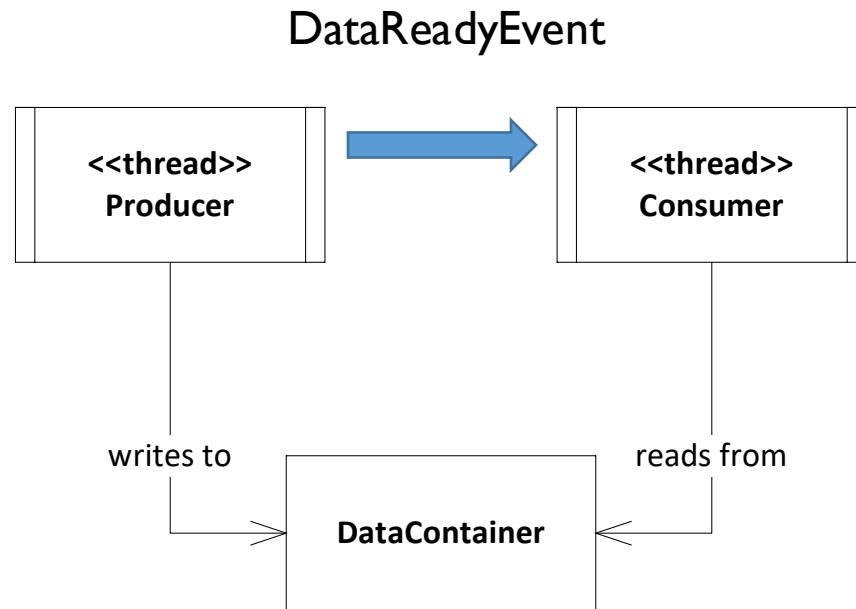 DataReadyEvent
<<thread>>
Producer
<<thread>>
Consumer
writes to
reads from
DataContainer